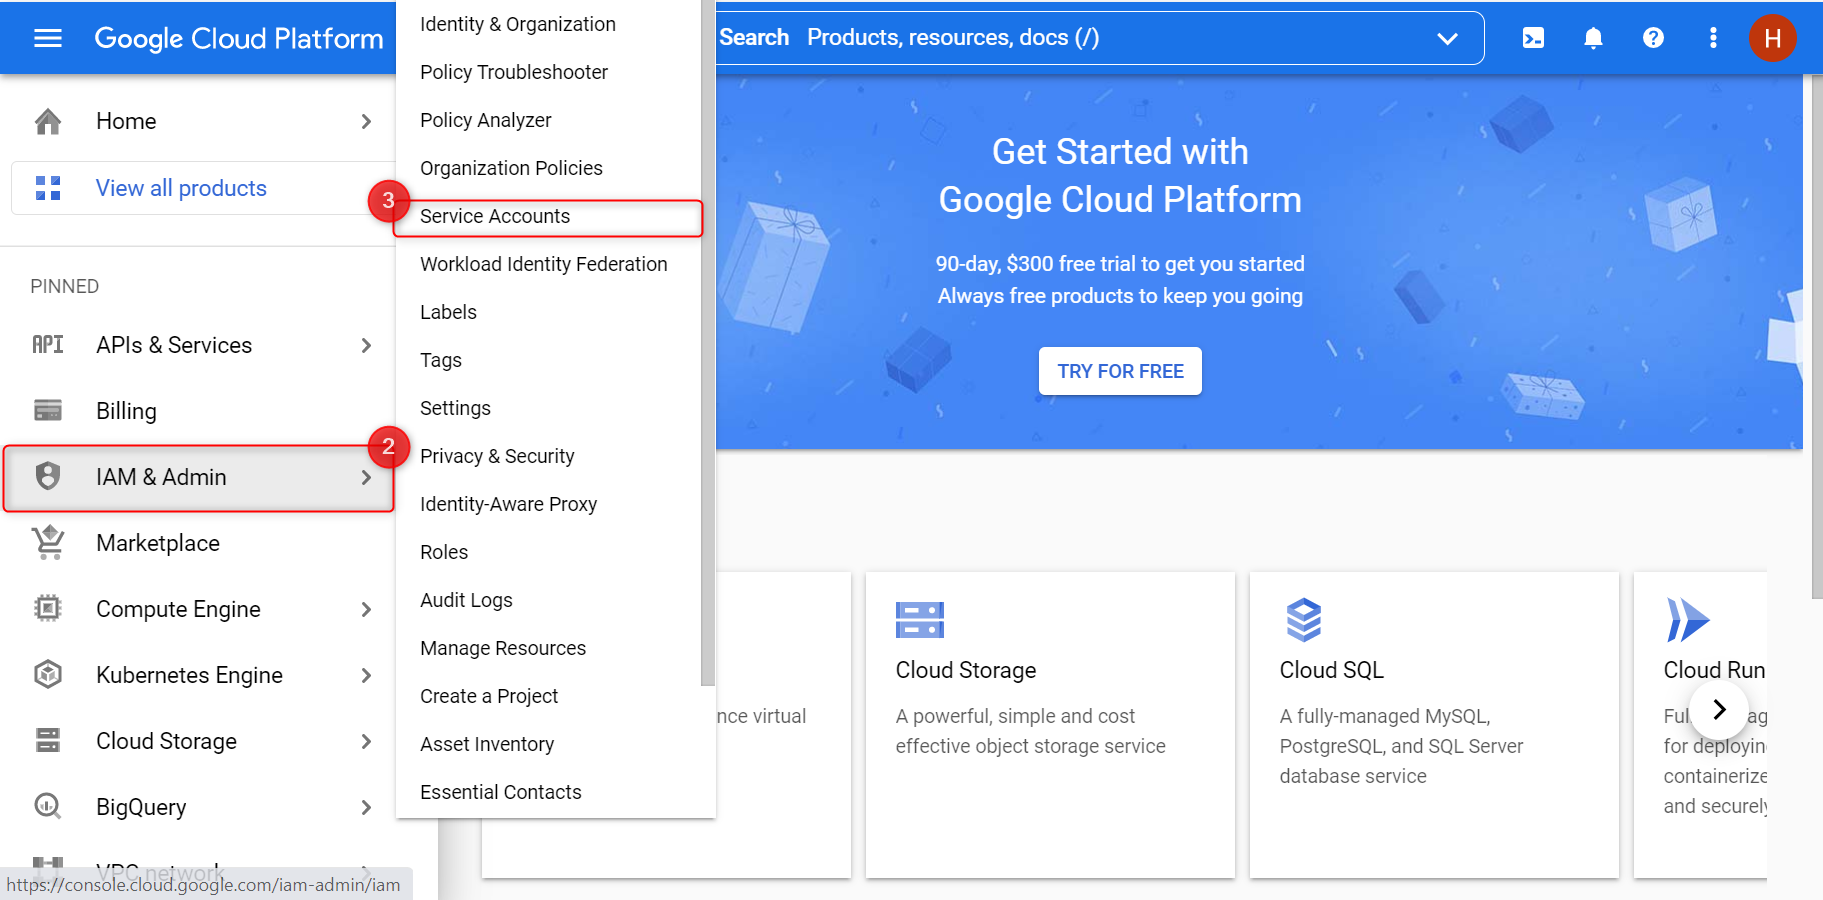 Google Cloud Platform
Search Products, resources, docs (/)
H
Home
View all products
PINNED
API APIs & Services
Billing
IAM & Admin
2
Marketplace
Compute Engine
Kubernetes Engine
Cloud Storage
BigQuery
VPC network
https://console.cloud.google.com/iam-admin/iam
Identity & Organization
Policy Troubleshooter
Policy Analyzer
Organization Policies
3
Service Accounts
Workload Identity Federation
Labels
Tags
Settings
Privacy & Security
Identity-Aware Proxy
Roles
Audit Logs
Manage Resources
Create a Project
Asset Inventory
Essential Contacts
Get Started with
Google Cloud Platform
90-day, $300 free trial to get you started
Always free products to keep you going
TRY FOR FREE
virtual
Cloud Storage
A powerful, simple and cost
effective object storage service
Cloud SQL
A fully-managed MySQL,
PostgreSQL, and SQL Server
database service
Cloud Run
for
and